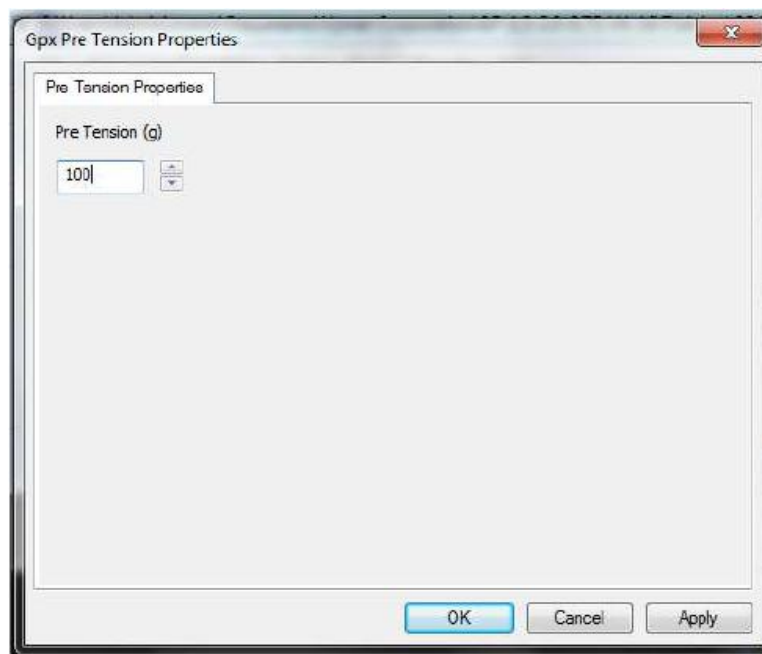 Gpx Pre Tension Properties
Pre Tension Properties
Pre Tension (g)
100
OK Cancel Apply